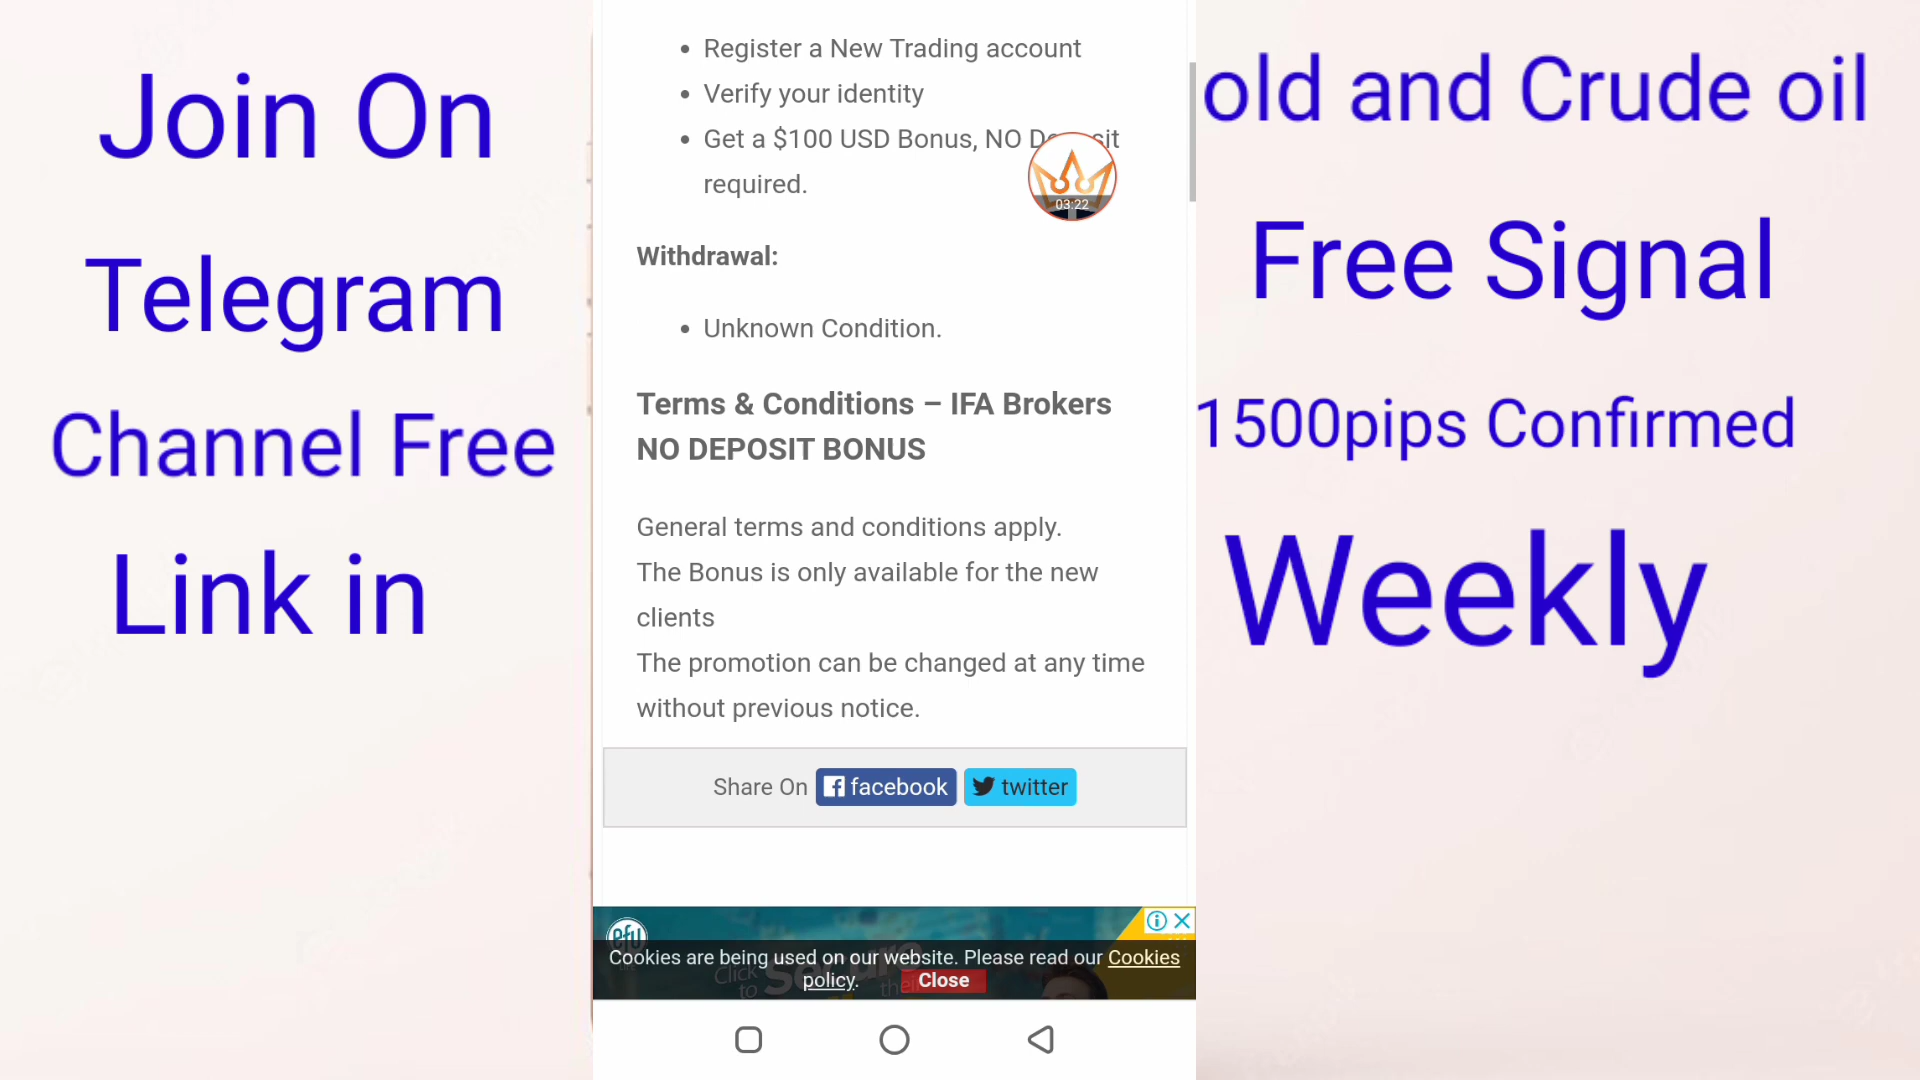 Join On
Telegram
Channel Free
Link in
Register a New Trading account
Verify your identity
Get a $100 USD Bonus, NO
required.
03:22
Withdrawal:
Unknown Condition.
Terms & Conditions – IFA Brokers
NO DEPOSIT BONUS
General terms and conditions apply.
The Bonus is only available for the new
clients
The promotion can be changed at any time
without previous notice.
Share On facebook twitter
efu
Cookies are being used on our website. Please read our Cookies
policy. Close
Click
to
old and Crude oil
Free Signal
1500pips Confirmed
Weekly